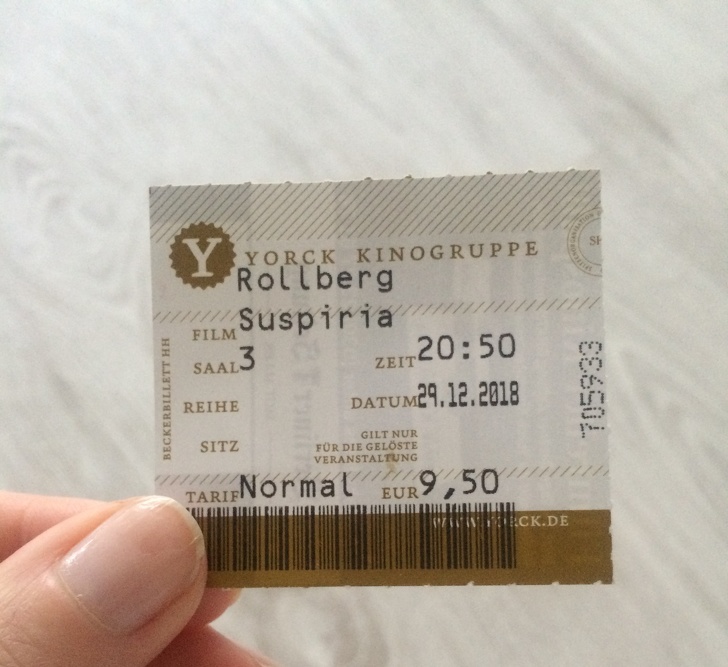 Y YORCK KINOGRUPPE
Rollberg
FILM Suspiria
SAAL 3 ZEIT 20:50
REIHE DATUM 29.12.2018
SITZ GILT NUR
FÜR DIE GELÖSTE
VERANSTALTUNG
TARIF Normal EUR 9,50
WWW.YORCK.DE
BECKERBILLETT HH
705933